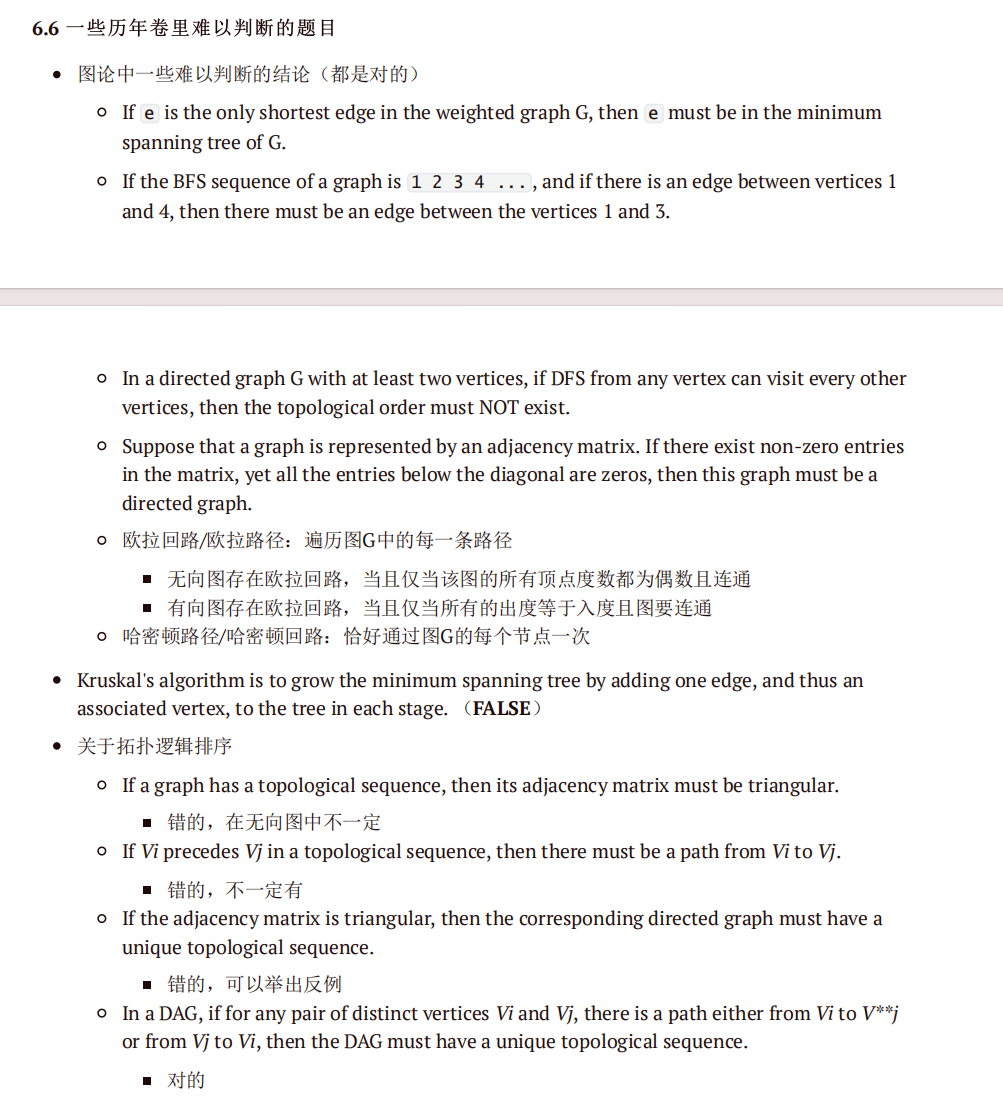 6.6 一些历年卷里难以判断的题目
• 图论中一些难以判断的结论（都是对的）
If e is the only shortest edge in the weighted graph G, then e must be in the minimum
spanning tree of G.
If the BFS sequence of a graph is 1 2 3 4 ..., and if there is an edge between vertices 1
and 4, then there must be an edge between the vertices 1 and 3.
In a directed graph G with at least two vertices, if DFS from any vertex can visit every other
vertices, then the topological order must NOT exist.
Suppose that a graph is represented by an adjacency matrix. If there exist non-zero entries
in the matrix, yet all the entries below the diagonal are zeros, then this graph must be a
directed graph.
欧拉回路/欧拉路径：遍历图G中的每一条路径
无向图存在欧拉回路，当且仅当该图的所有顶点度数都为偶数且连通
有向图存在欧拉回路，当且仅当所有的出度等于入度且图要连通
哈密顿路径/哈密顿回路：恰好通过图G的每个节点一次
• Kruskal's algorithm is to grow the minimum spanning tree by adding one edge, and thus an
associated vertex, to the tree in each stage. （FALSE）
• 关于拓扑逻辑排序
If a graph has a topological sequence, then its adjacency matrix must be triangular.
错的，在无向图中不一定
If Vi precedes Vj in a topological sequence, then there must be a path from Vi to Vj.
错的，不一定有
If the adjacency matrix is triangular, then the corresponding directed graph must have a
unique topological sequence.
错的，可以举出反例
In a DAG, if for any pair of distinct vertices Vi and Vj, there is a path either from Vi to V**j
or from Vj to Vi, then the DAG must have a unique topological sequence.
对的